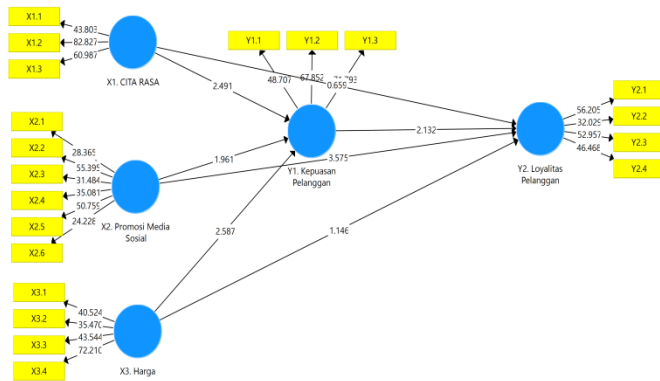 X1.1
X1.2
X1.3
43.803
82.827
60.987
X1. CITA RASA
Y1.1
Y1.2
Y1.3
48.707
67.852
0.659
2.491
X2.1
X2.2
X2.3
X2.4
X2.5
X2.6
28.365
55.395
31.484
35.081
50.759
24.228
X2. Promosi Media
Sosial
1.961
3.575
Y1. Kepuasan
Pelanggan
2.132
Y2. Loyalitas
Pelanggan
56.205
32.029
52.957
46.468
Y2.1
Y2.2
Y2.3
Y2.4
2.587
1.146
X3.1
X3.2
X3.3
X3.4
40.524
35.470
43.544
72.210
X3. Harga